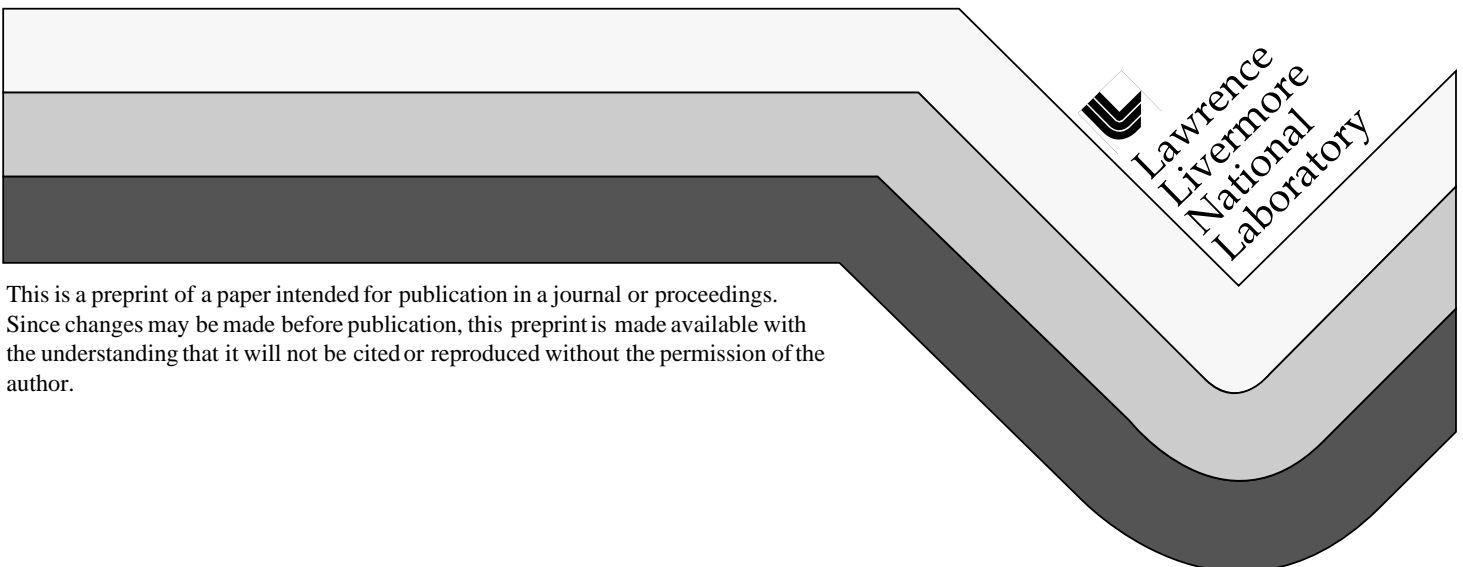 Lawrence
Livermore
National
Laboratory
This is a preprint of a paper intended for publication in a journal or proceedings.
Since changes may be made before publication, this preprint is made available with
the understanding that it will not be cited or reproduced without the permission of the
author.